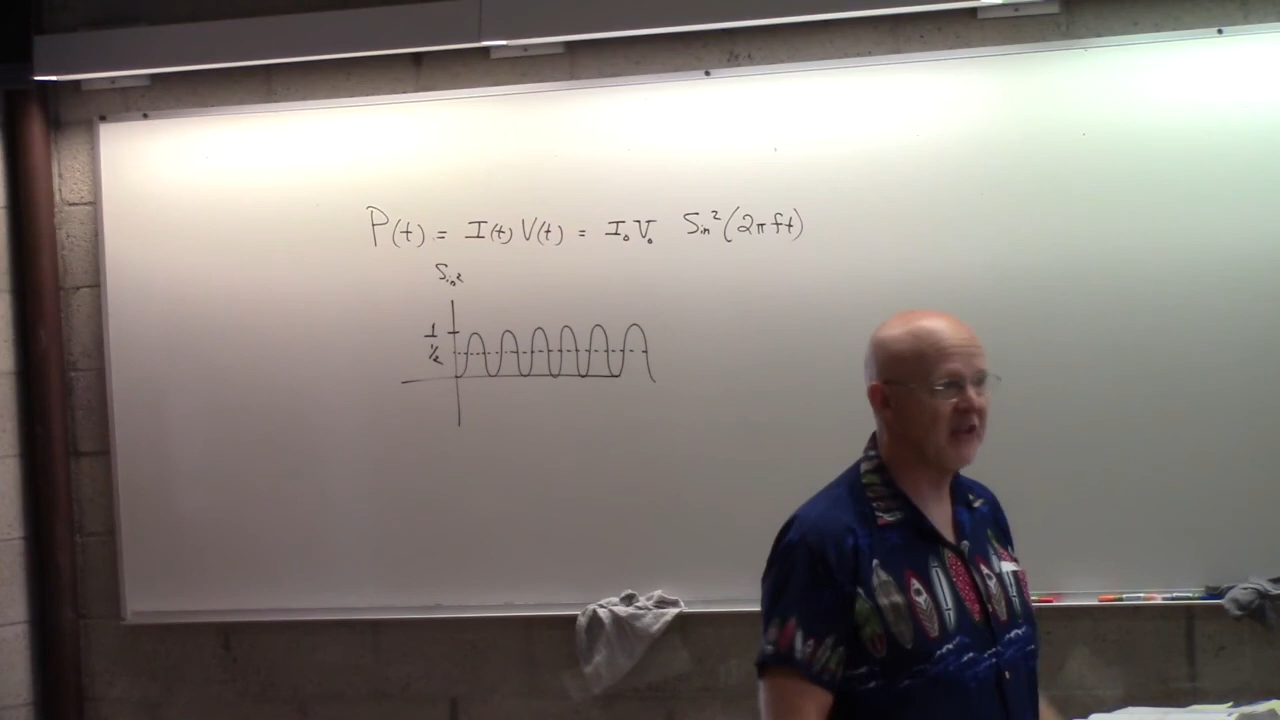 P(t) = I(t) V(t) = I₀V₀ Sin²(2πft)
Sin²
1
½